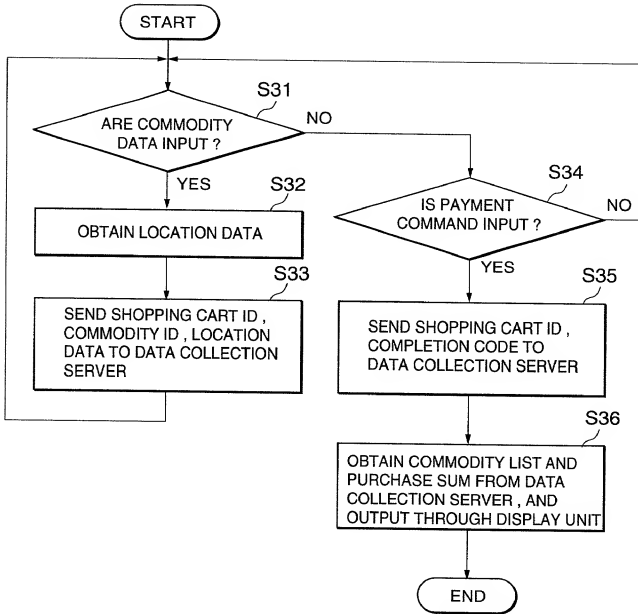 START
S31
ARE COMMODITY
DATA INPUT ?
NO
YES
S32
OBTAIN LOCATION DATA
S33
SEND SHOPPING CART ID ,
COMMODITY ID , LOCATION
DATA TO DATA COLLECTION
SERVER
S34
IS PAYMENT
COMMAND INPUT ?
NO
YES
S35
SEND SHOPPING CART ID ,
COMPLETION CODE TO
DATA COLLECTION SERVER
S36
OBTAIN COMMODITY LIST AND
PURCHASE SUM FROM DATA
COLLECTION SERVER , AND
OUTPUT THROUGH DISPLAY UNIT
END